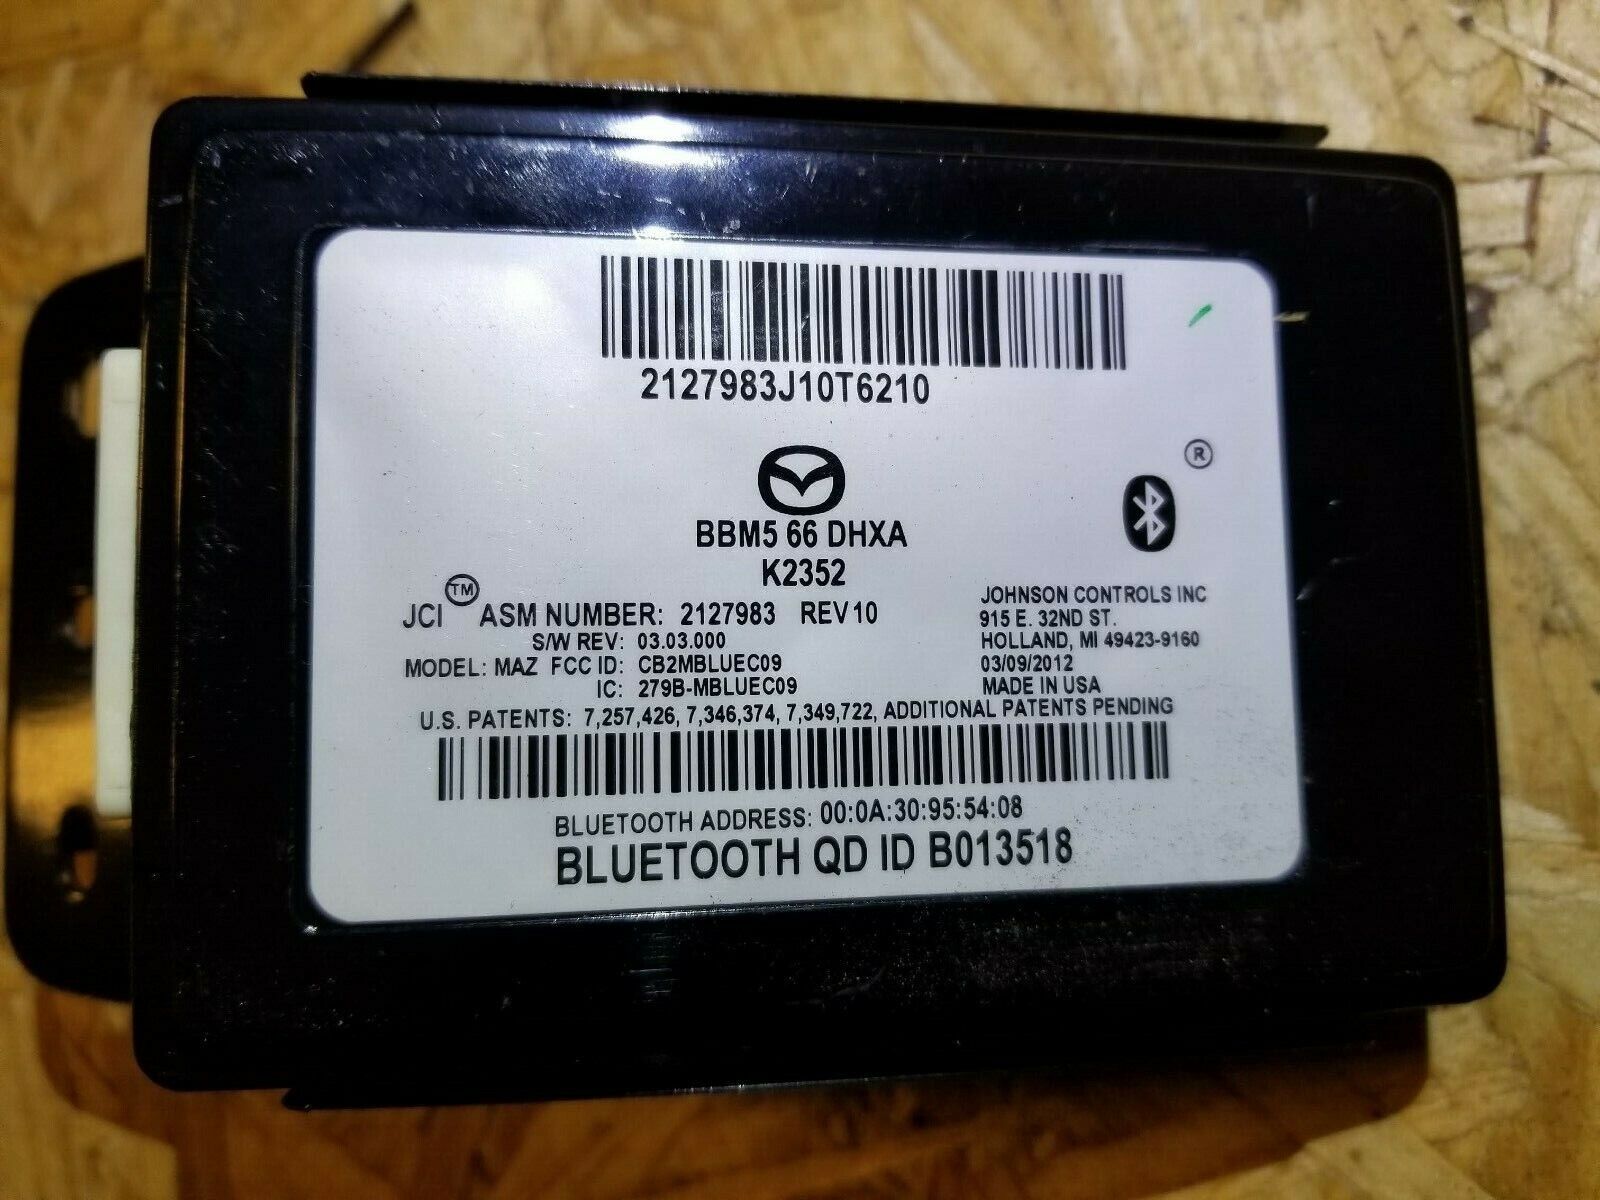 2127983J10T6210
®
BBM5 66 DHXA
K2352
JCI™ ASM NUMBER: 2127983 REV 10
S/W REV: 03.03.000
MODEL: MAZ FCC ID: CB2MBLUEC09
IC: 279B-MBLUEC09
JOHNSON CONTROLS INC
915 E. 32ND ST.
HOLLAND, MI 49423-9160
03/09/2012
MADE IN USA
U.S. PATENTS: 7,257,426, 7,346,374, 7,349,722, ADDITIONAL PATENTS PENDING
BLUETOOTH ADDRESS: 00:0A:30:95:54:08
BLUETOOTH QD ID B013518